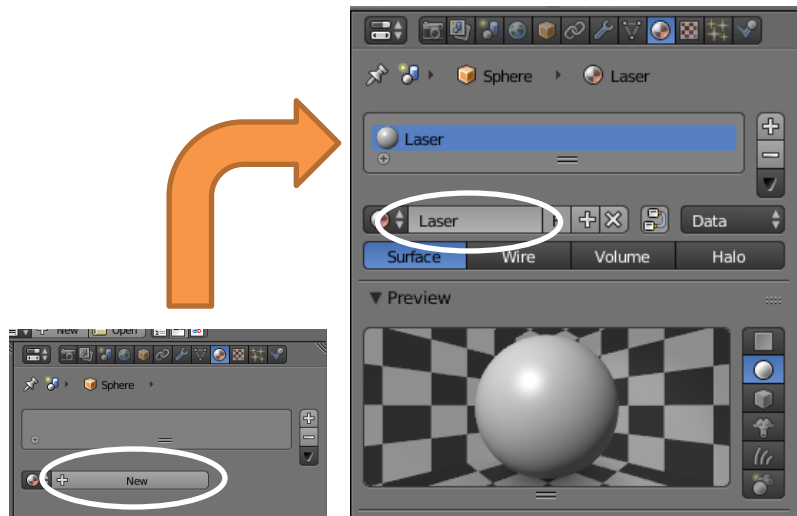 Sphere Laser
Laser
Laser F Data
Surface Wire Volume Halo
Preview
New Open
Sphere
New